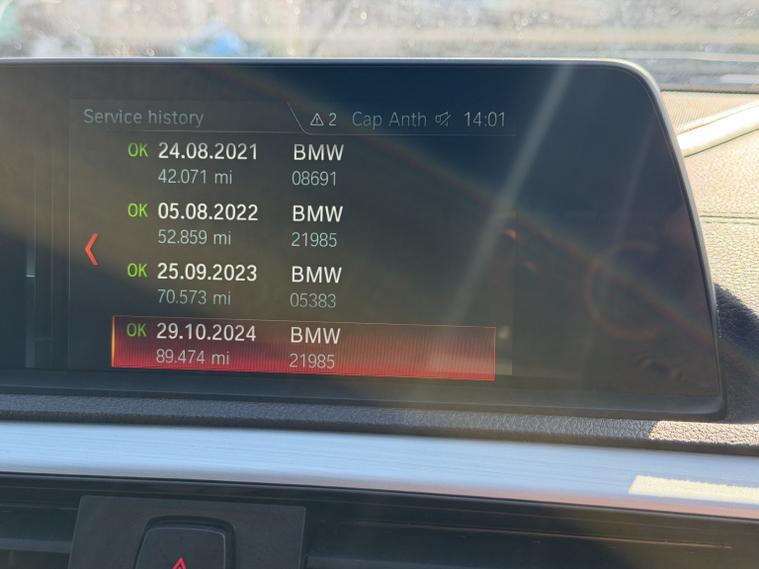 Service history
2 Cap Anth 14:01
OK 24.08.2021 BMW
42.071 mi 08691
OK 05.08.2022 BMW
52.859 mi 21985
OK 25.09.2023 BMW
70.573 mi 05383
OK 29.10.2024 BMW
89.474 mi 21985